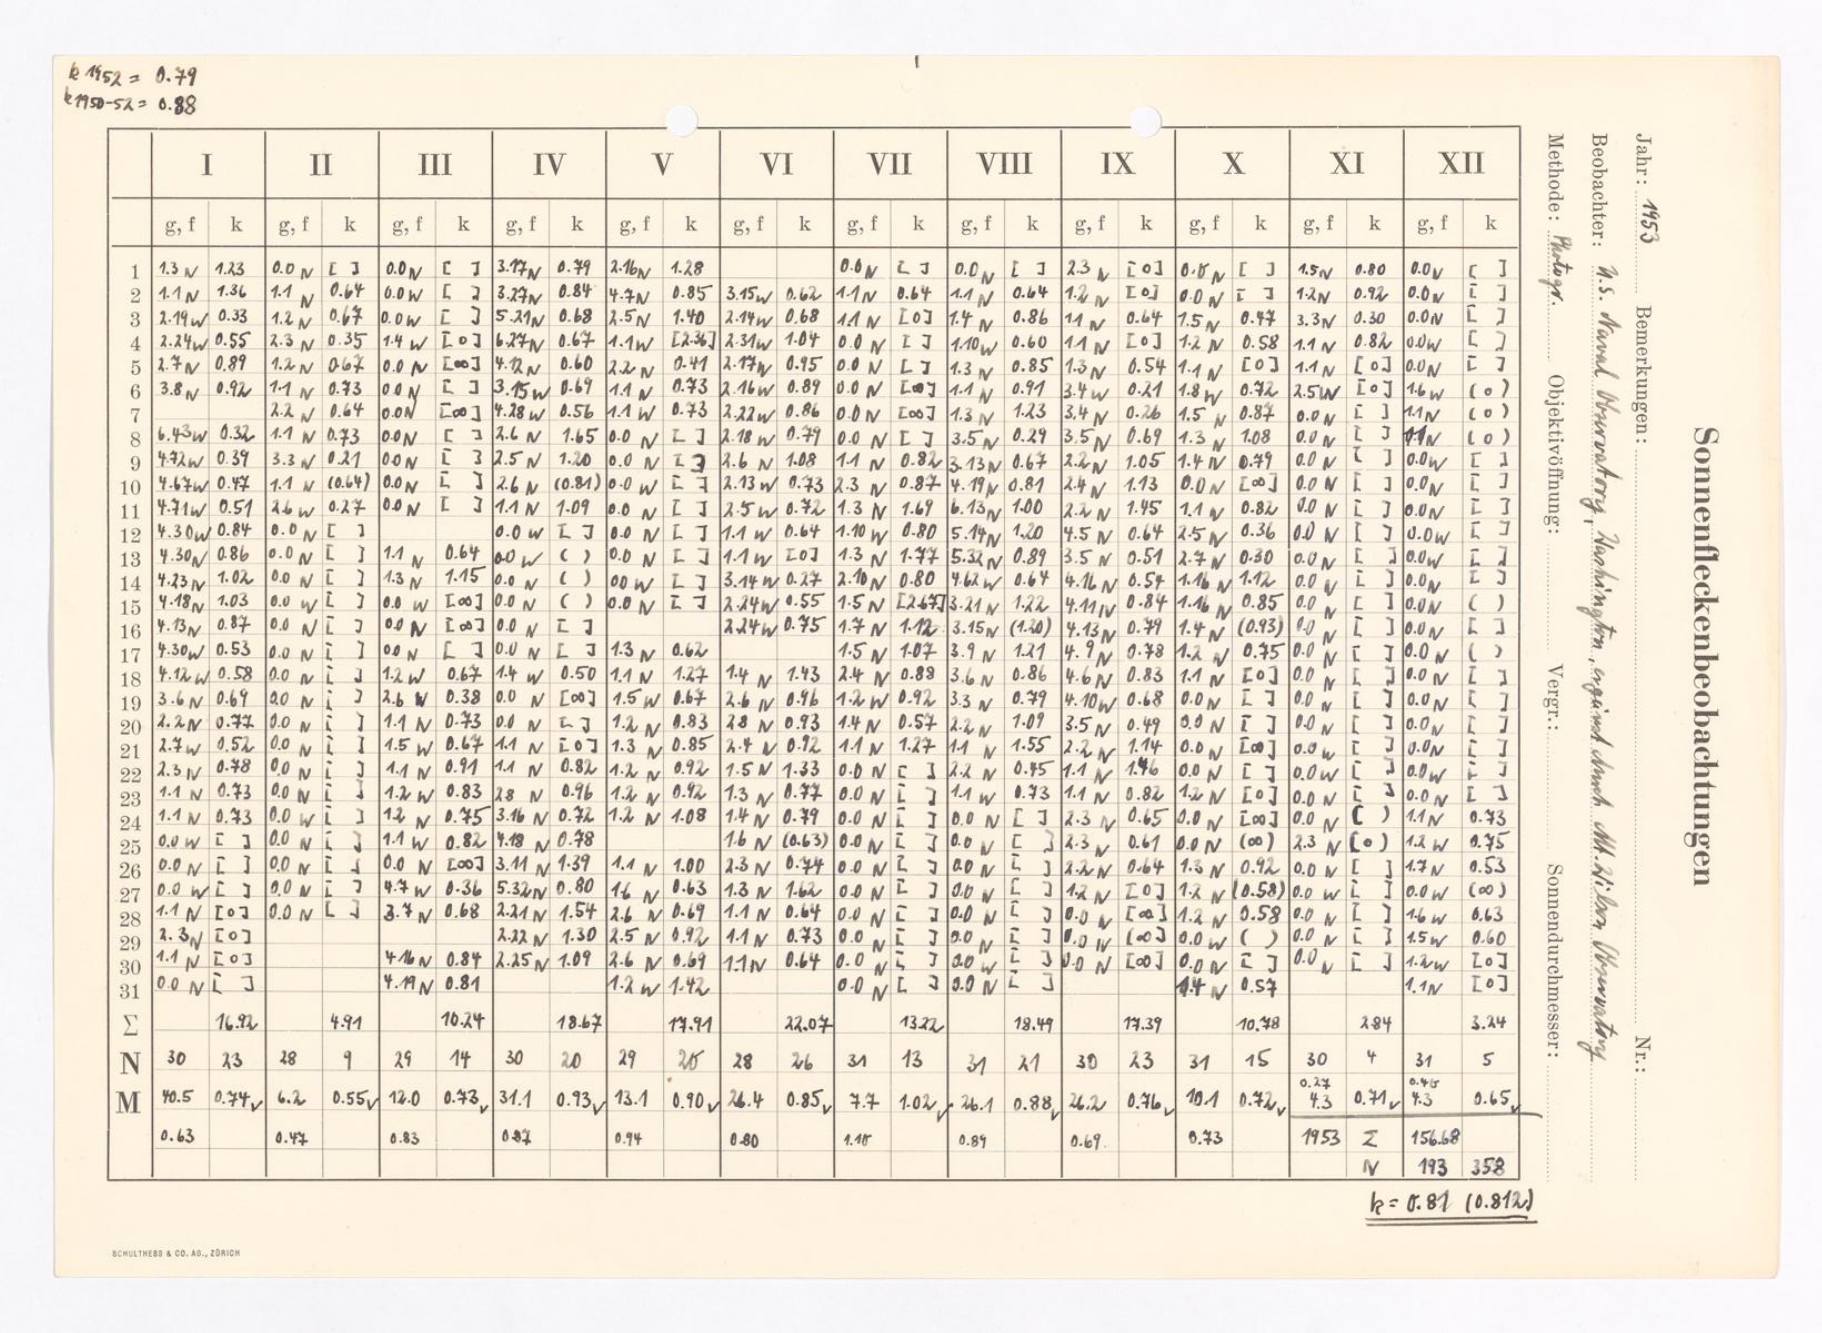 k 1952 = 0.79
k 1950-52 = 0.88
I II III IV V VI VII VIII IX X XI XII
g, f k g, f k g, f k g, f k g, f k g, f k g, f k g, f k g, f k g, f k g, f k g, f k
1 1.3 N 1.23 0.0 N [ ] 0.0 N [ ] 3.17 N 0.79 2.16 N 1.28 0.0 N [ ] 0.0 N [ ] 2.3 N [0] 0.0 N [ ] 1.5 N 0.80 0.0 N [ ]
2 1.1 N 1.36 1.1 N 0.64 0.0 W [ ] 3.27 N 0.84 4.7 N 0.85 3.15 W 0.62 1.1 N 0.64 1.1 N 0.64 1.2 N [0] 0.0 N [ ] 1.2 N 0.92 0.0 N [ ]
3 2.19 W 0.33 1.2 N 0.67 0.0 W [ ] 5.21 N 0.68 2.5 N 1.40 2.14 W 0.68 1.1 N [0] 1.4 N 0.86 1.1 N 0.64 1.5 N 0.47 3.3 N 0.30 0.0 N [ ]
4 2.24 W 0.55 2.3 N 0.35 1.4 W [0] 6.27 N 0.67 1.1 W [2.36] 2.31 W 1.04 0.0 N [ ] 1.10 W 0.60 1.1 N [0] 1.2 N 0.58 1.1 N 0.82 0.0 W [ ]
5 2.7 N 0.89 1.2 N 0.67 0.0 N [∞] 4.12 N 0.60 2.2 N 0.41 2.17 N 0.95 0.0 N [ ] 1.3 N 0.85 1.3 N 0.54 1.1 N [0] 1.1 N [0] 0.0 N [ ]
6 3.8 N 0.92 1.1 N 0.73 0.0 N [ ] 3.15 W 0.69 1.1 N 0.73 2.16 W 0.89 0.0 N [∞] 1.1 N 0.91 3.4 W 0.21 1.8 W 0.72 2.5 W [0] 1.6 W (0)
7 2.2 N 0.64 0.0 N [∞] 4.28 W 0.56 1.1 W 0.73 2.22 W 0.86 0.0 N [∞] 1.3 N 1.23 3.4 N 0.26 1.5 N 0.87 0.0 N [ ] 1.1 N (0)
8 6.43 W 0.32 1.1 N 0.73 0.0 N [ ] 2.6 N 1.65 0.0 N [ ] 2.18 W 0.79 0.0 N [ ] 3.5 N 0.29 3.5 N 0.69 1.3 N 1.08 0.0 N [ ] 1.1 N (0)
9 4.72 W 0.39 3.3 N 0.21 0.0 N [ ] 2.5 N 1.20 0.0 N [ ] 2.6 N 1.08 1.1 N 0.82 3.13 N 0.67 2.2 N 1.05 1.4 N 0.79 0.0 N [ ] 0.0 W [ ]
10 4.67 W 0.47 1.1 N (0.64) 0.0 N [ ] 2.6 N (0.81) 0.0 W [ ] 2.13 W 0.73 2.3 N 0.87 4.19 N 0.81 2.4 N 1.13 0.0 N [∞] 0.0 N [ ] 0.0 N [ ]
11 4.71 W 0.51 2.6 W 0.27 0.0 N [ ] 1.1 N 1.09 0.0 N [ ] 2.5 W 0.72 1.3 N 1.69 6.13 N 1.00 2.2 N 1.45 1.1 N 0.82 0.0 N [ ] 0.0 N [ ]
12 4.30 W 0.84 0.0 N [ ] 0.0 W [ ] 0.0 N [ ] 1.1 W 0.64 1.10 W 0.80 5.14 N 1.20 4.5 N 0.64 2.5 N 0.36 0.0 N [ ] 0.0 W [ ]
13 4.30 N 0.86 0.0 N [ ] 1.1 N 0.64 0.0 W ( ) 0.0 N [ ] 1.1 W [0] 1.3 N 1.77 5.32 N 0.89 3.5 N 0.51 2.7 N 0.30 0.0 N [ ] 0.0 W [ ]
14 4.23 N 1.02 0.0 N [ ] 1.3 N 1.15 0.0 N ( ) 0.0 W [ ] 3.14 W 0.27 2.10 N 0.80 4.62 W 0.64 4.16 N 0.54 1.16 N 1.12 0.0 N [ ] 0.0 N [ ]
15 4.18 N 1.03 0.0 W [ ] 0.0 W [∞] 0.0 N ( ) 0.0 N [ ] 2.24 W 0.55 1.5 N [2.67] 3.21 N 1.22 4.11 N 0.84 1.16 N 0.85 0.0 N [ ] 0.0 N ( )
16 4.13 N 0.87 0.0 N [ ] 0.0 N [∞] 0.0 N [ ] 2.24 W 0.75 1.7 N 1.12 3.15 N (1.20) 4.13 N 0.79 1.4 N (0.93) 0.0 N [ ] 0.0 N [ ]
17 4.30 W 0.53 0.0 N [ ] 0.0 N [ ] 0.0 N [ ] 1.3 N 0.62 1.5 N 1.07 3.9 N 1.21 4.9 N 0.78 1.2 N 0.75 0.0 N [ ] 0.0 N ( )
18 4.12 W 0.58 0.0 N [ ] 1.2 W 0.67 1.4 W 0.50 1.1 N 1.27 1.4 N 1.43 2.4 N 0.88 3.6 N 0.86 4.6 N 0.83 1.1 N [0] 0.0 N [ ] 0.0 N [ ]
19 3.6 N 0.69 0.0 N [ ] 2.6 W 0.38 0.0 N [∞] 1.5 W 0.67 2.6 N 0.96 1.2 W 0.92 3.3 N 0.79 4.10 W 0.68 0.0 N [ ] 0.0 N [ ] 0.0 N [ ]
20 2.2 N 0.77 0.0 N [ ] 1.1 N 0.73 0.0 N [ ] 1.2 N 0.83 2.8 N 0.93 1.4 N 0.57 2.2 N 1.09 3.5 N 0.49 0.0 N [ ] 0.0 N [ ] 0.0 N [ ]
21 2.7 W 0.52 0.0 N [ ] 1.5 W 0.67 1.1 N [0] 1.3 N 0.85 2.4 N 0.92 1.1 N 1.27 1.1 N 1.55 2.2 N 1.14 0.0 N [∞] 0.0 W [ ] 0.0 N [ ]
22 2.3 N 0.78 0.0 N [ ] 1.1 N 0.91 1.1 N 0.82 1.2 N 0.92 1.5 N 1.33 0.0 N [ ] 2.2 N 0.45 1.1 N 1.46 0.0 N [ ] 0.0 W [ ] 0.0 W [ ]
23 1.1 N 0.73 0.0 N [ ] 1.2 W 0.83 2.8 N 0.96 1.2 N 0.92 1.3 N 0.77 0.0 N [ ] 1.1 W 0.73 1.1 N 0.82 1.2 N [0] 0.0 N [ ] 0.0 N [ ]
24 1.1 N 0.73 0.0 W [ ] 1.2 N 0.75 3.16 N 0.72 1.2 N 1.08 1.4 N 0.79 0.0 N [ ] 0.0 N [ ] 2.3 N 0.65 0.0 N [∞] 0.0 N ( ) 1.1 N 0.73
25 0.0 W [ ] 0.0 N [ ] 1.1 W 0.82 4.18 N 0.78 1.6 N (0.63) 0.0 N [ ] 0.0 N [ ] 2.3 N 0.61 0.0 N (∞) 2.3 N [0) 1.2 W 0.75
26 0.0 N [ ] 0.0 N [ ] 0.0 N [∞] 3.11 N 1.39 1.1 N 1.00 2.3 N 0.74 0.0 N [ ] 0.0 N [ ] 2.2 N 0.64 1.3 N 0.92 0.0 N [ ] 1.7 N 0.53
27 0.0 W [ ] 0.0 N [ ] 4.7 W 0.36 5.32 N 0.80 1.6 N 0.63 1.3 N 1.62 0.0 N [ ] 0.0 N [ ] 1.2 N [0] 1.2 N (0.58) 0.0 W [ ] 0.0 W (∞)
28 1.1 N [0] 0.0 N [ ] 3.7 N 0.68 2.21 N 1.54 2.6 N 0.69 1.1 N 0.64 0.0 N [ ] 0.0 N [ ] 0.0 N [∞] 1.2 N 0.58 0.0 N [ ] 1.6 W 0.63
29 2.3 N [0] 2.22 N 1.30 2.5 N 0.92 1.1 N 0.73 0.0 N [ ] 0.0 N [ ] 0.0 W [∞] 0.0 W ( ) 0.0 N [ ] 1.5 W 0.60
30 1.1 N [0] 4.16 N 0.84 2.25 N 1.09 2.6 N 0.69 1.1 N 0.64 0.0 N [ ] 0.0 W [ ] 0.0 N [∞] 0.0 N [ ] 0.0 N [ ] 1.2 W [0]
31 0.0 N [ ] 4.19 N 0.81 1.2 W 1.42 0.0 N [ ] 0.0 N [ ] 1.4 N 0.57 1.1 N [0]
Σ 16.92 4.91 10.24 18.67 17.91 22.07 13.22 18.49 17.39 10.78 2.84 3.24
N 30 23 28 9 29 14 30 20 29 20 28 26 31 13 31 21 30 23 31 15 30 4 31 5
0.27 0.40
M 40.5 0.74 6.2 0.55 12.0 0.73 31.1 0.93 13.1 0.90 26.4 0.85 7.7 1.02 26.1 0.88 26.2 0.76 10.1 0.72 4.3 0.71 4.3 0.65
0.63 0.47 0.83 0.87 0.94 0.80 1.10 0.89 0.69 0.73 1953 Σ 156.68
N 193 358
k = 0.81 (0.812)
SCHULTHESS & CO. AG., ZÜRICH
Sonnenfleckenbeobachtungen
Jahr: 1953 Bemerkungen: Nr.:
Beobachter: U.S. Naval Observatory, Washington, ergänzt durch Mt. Wilson Observatory
Methode: Photogr. Objektivöffnung: Vergr.: Sonnendurchmesser: